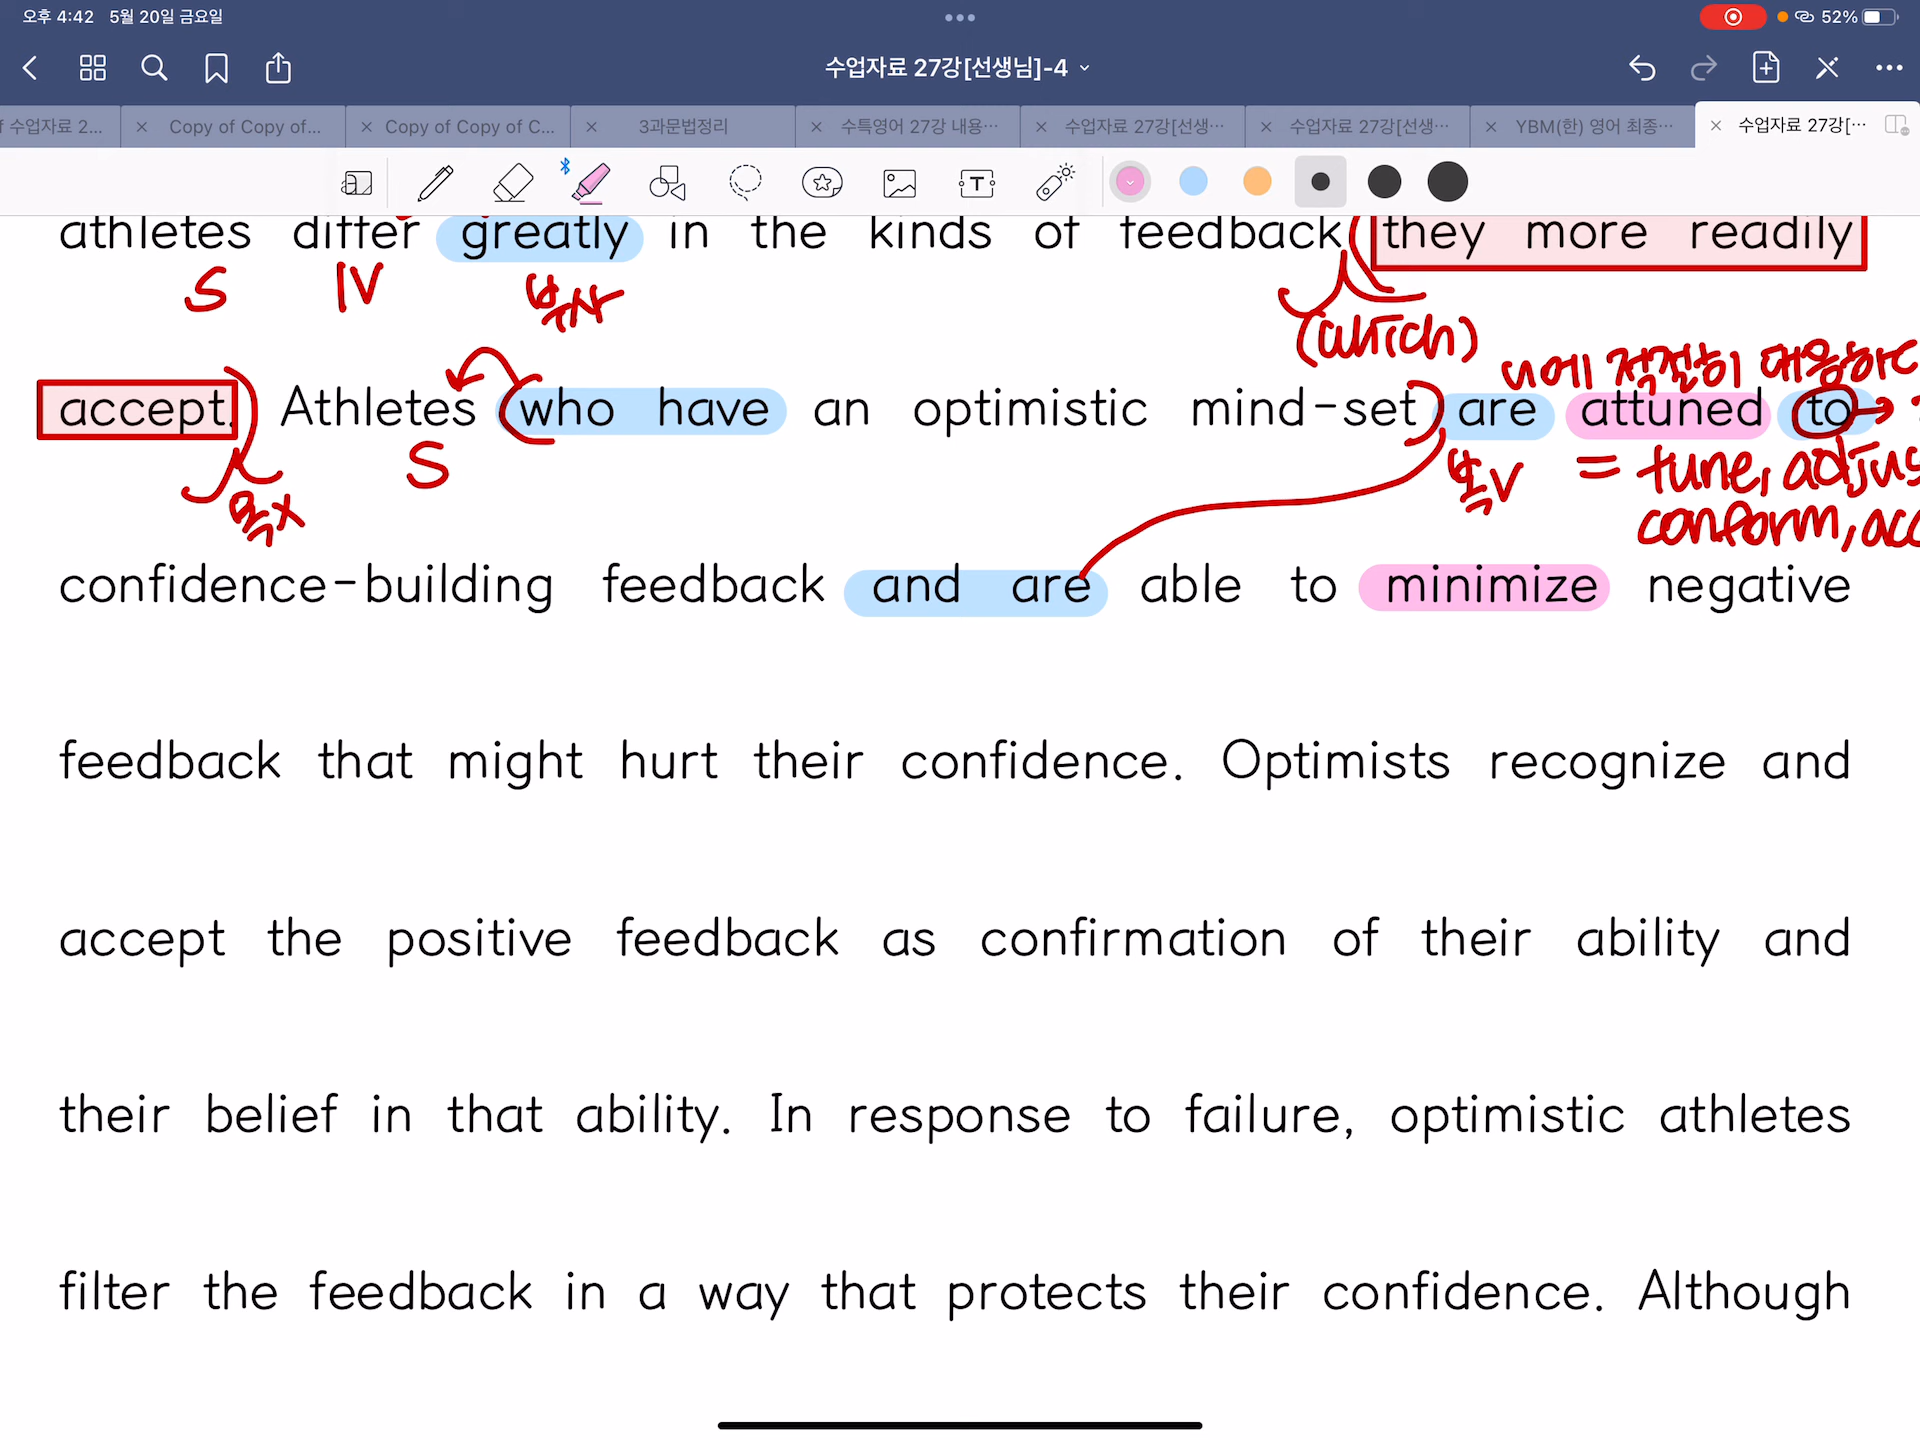 오후 4:42 5월 20일 금요일
52%
수업자료 27강[선생님]-4
수업자료 2...
Copy of Copy of...
Copy of Copy of C...
3과문법정리
수특영어 27강 내용…
수업자료 27강[선생…
수업자료 27강[선생…
YBM(한) 영어 최종…
수업자료 27강[…
athletes differ greatly in the kinds of feedback they more readily
S IV 부사
(which)
적절히 대응하
accept. Athletes who have an optimistic mind-set are attuned to
S 복V = tune, adjus
목X conform, acc
confidence-building feedback and are able to minimize negative
feedback that might hurt their confidence. Optimists recognize and
accept the positive feedback as confirmation of their ability and
their belief in that ability. In response to failure, optimistic athletes
filter the feedback in a way that protects their confidence. Although